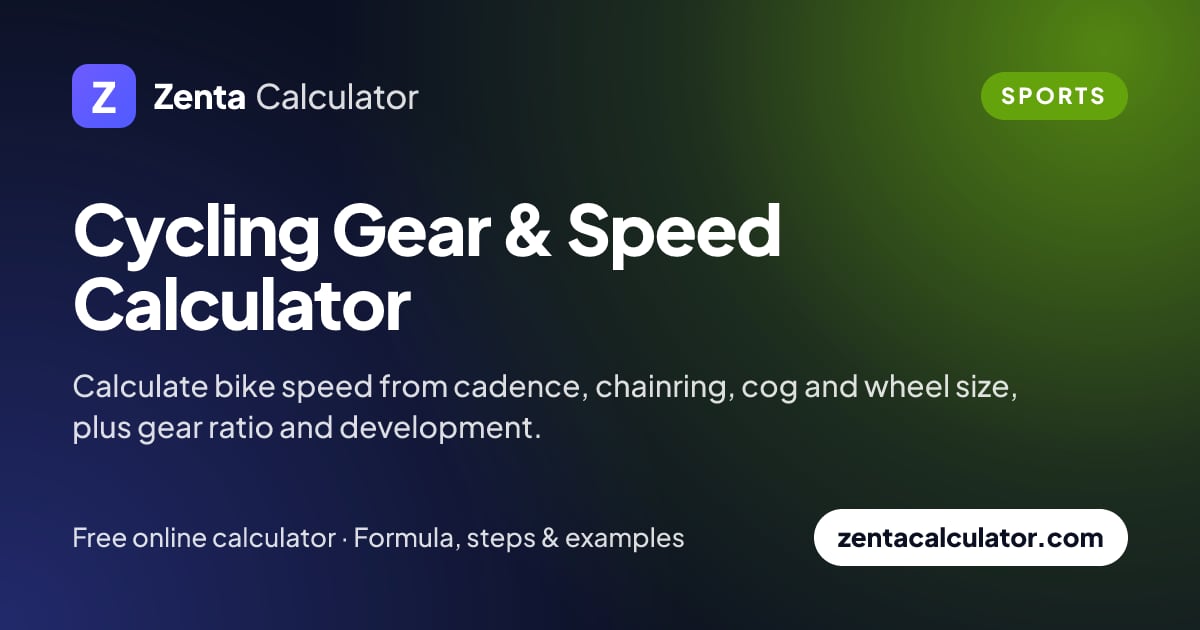 Z
Zenta Calculator
SPORTS
Cycling Gear & Speed
Calculator
Calculate bike speed from cadence, chainring, cog and wheel size,
plus gear ratio and development.
Free online calculator · Formula, steps & examples
zentacalculator.com